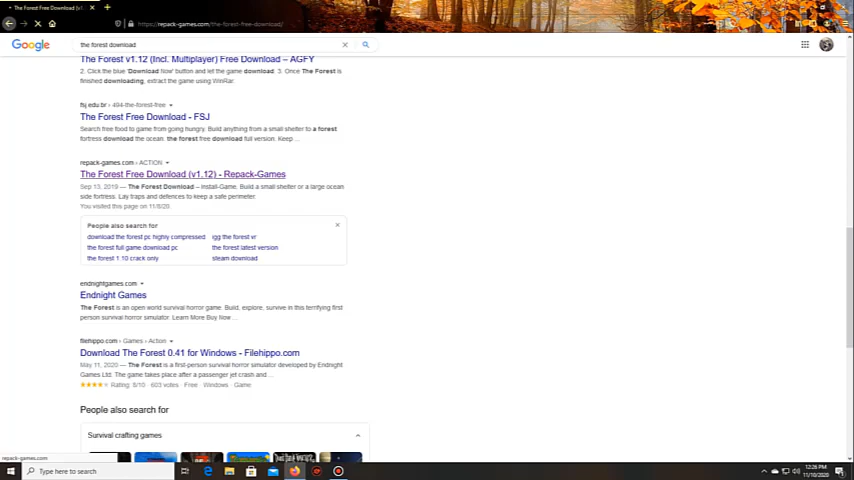 The Forest Free Download (v1
https://repack-games.com/the-forest-free-download/
Google
the forest download
The Forest v1.12 (Incl. Multiplayer) Free Download – AGFY
2. Click the blue 'Download now' button and let the game download. 3. Once The Forest is
finished downloading, extract the game using WinRar.
fsj.edu.br › 494-the-forest-free
The Forest Free Download - FSJ
Search free food to game from going hungry. Build anything from a small shelter to a forest
fortress download the ocean. the forest free download full version. Keep ...
repack-games.com › ACTION
The Forest Free Download (v1.12) - Repack-Games
Sep 13, 2019 — The Forest Download – Install-Game. Build a small shelter or a large ocean
side fortress. Lay traps and defences to keep a safe perimeter.
You visited this page on 11/8/20.
People also search for
download the forest pc highly compressed
igg the forest vr
the forest full game download pc
the forest latest version
the forest 1.10 crack only
steam download
endnightgames.com
Endnight Games
The Forest is an open world survival horror game. Build, explore, survive in this terrifying first
person survival horror simulator. Learn More Buy Now ...
filehippo.com › Games › Action
Download The Forest 0.41 for Windows - Filehippo.com
May 11, 2020 — The Forest is a first-person survival horror simulator developed by Endnight
Games Ltd. The game takes place after a passenger jet crash and ...
Rating: 8/10 · 603 votes · Free · Windows · Game
People also search for
Survival crafting games
repack-games.com
Type here to search
12:26 PM
11/10/2020